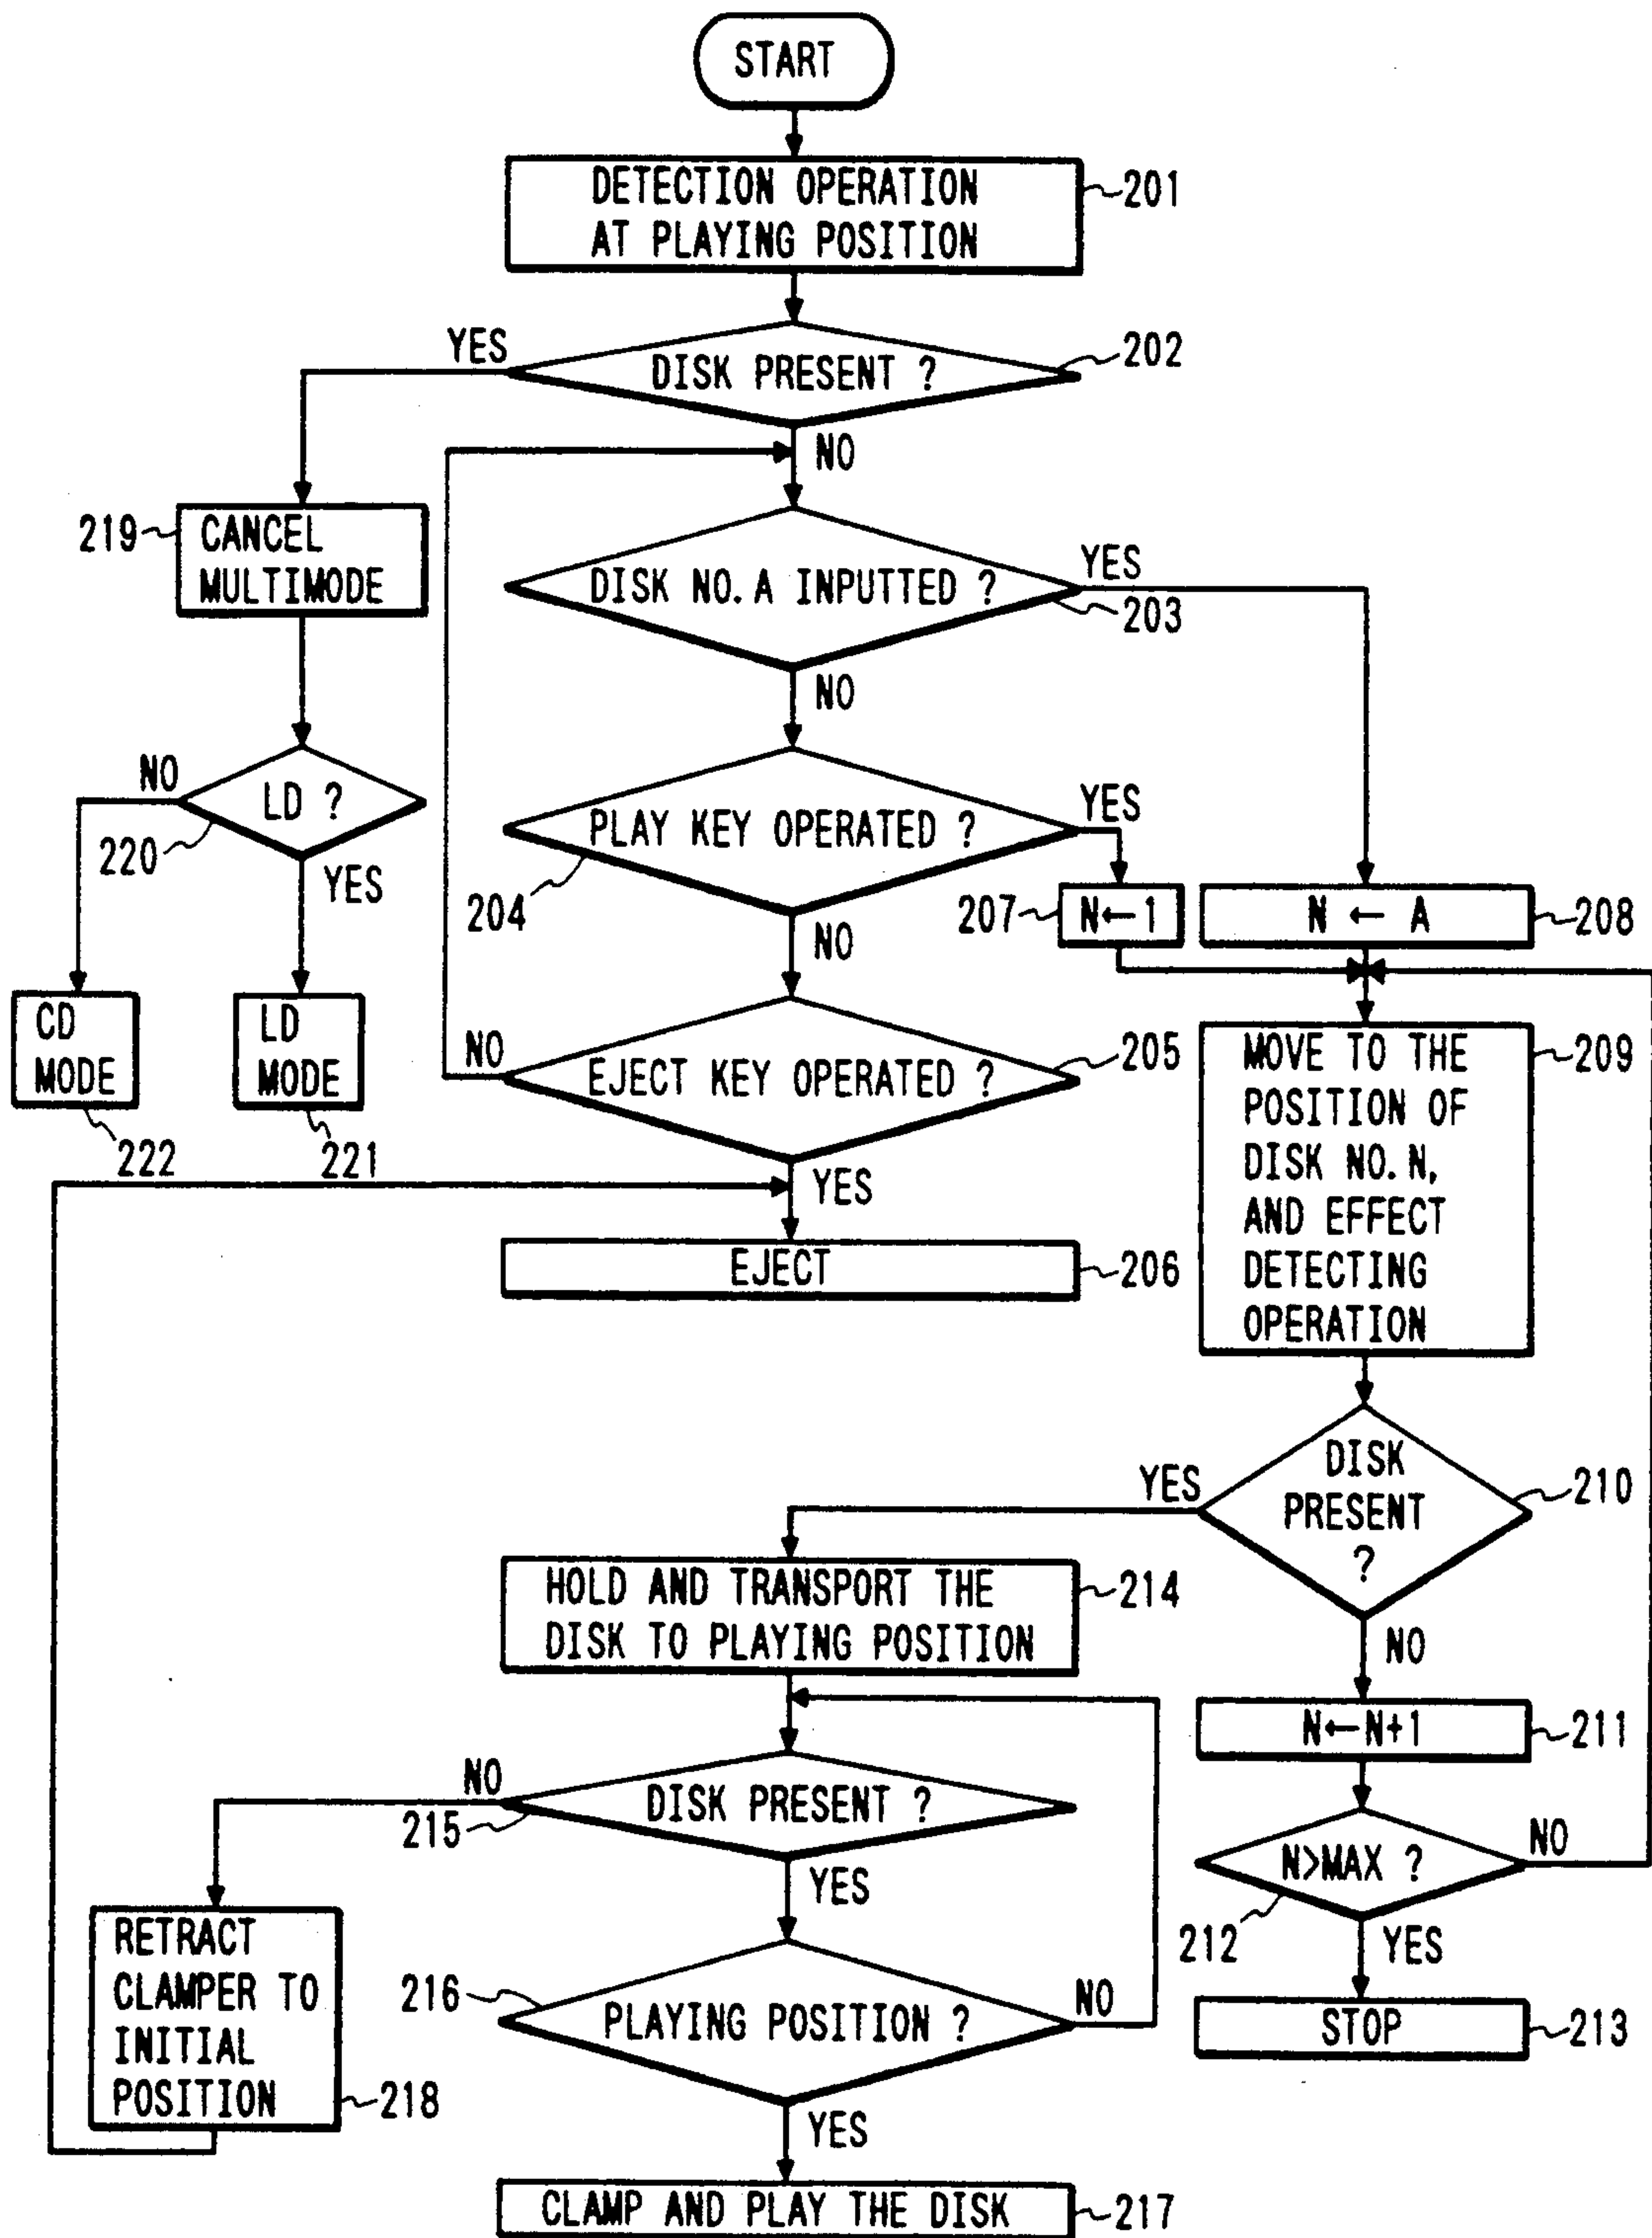 START
DETECTION OPERATION
AT PLAYING POSITION
201
YES
DISK PRESENT ?
202
NO
219
CANCEL
MULTIMODE
DISK NO. A INPUTTED ?
YES
203
NO
NO
LD ?
220
YES
PLAY KEY OPERATED ?
YES
204
207
N←1
N ← A
208
NO
CD
MODE
222
LD
MODE
221
NO
EJECT KEY OPERATED ?
205
YES
EJECT
206
MOVE TO THE
POSITION OF
DISK NO. N,
AND EFFECT
DETECTING
OPERATION
209
YES
DISK
PRESENT
?
210
NO
HOLD AND TRANSPORT THE
DISK TO PLAYING POSITION
214
N←N+1
211
NO
DISK PRESENT ?
215
YES
N>MAX ?
NO
212
YES
STOP
213
RETRACT
CLAMPER TO
INITIAL
POSITION
218
216
PLAYING POSITION ?
NO
YES
CLAMP AND PLAY THE DISK
217